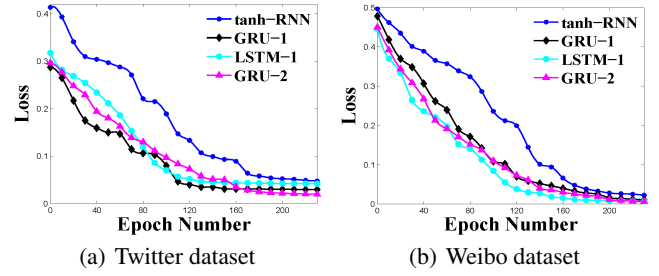 0.4
0.3
0.2
0.1
0
0
40
80
120
160
200
Loss
Epoch Number
tanh−RNN
GRU−1
LSTM−1
GRU−2
(a) Twitter dataset
0.5
0.4
0.3
0.2
0.1
0
0
40
80
120
160
200
Loss
Epoch Number
tanh−RNN
GRU−1
LSTM−1
GRU−2
(b) Weibo dataset